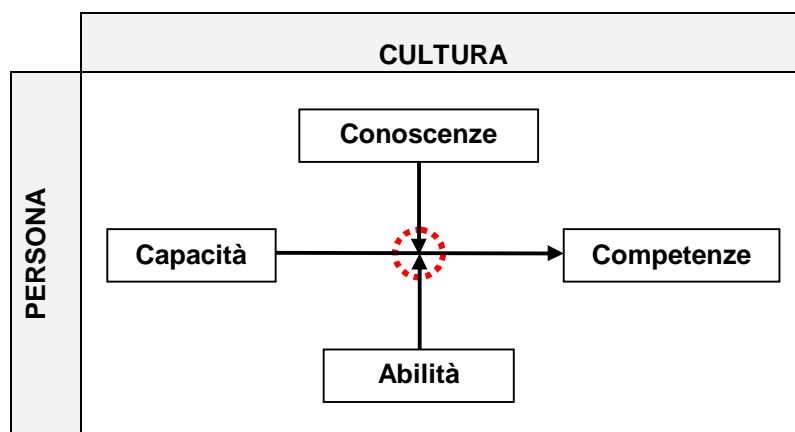 CULTURA
PERSONA
Conoscenze
Capacità
Competenze
Abilità